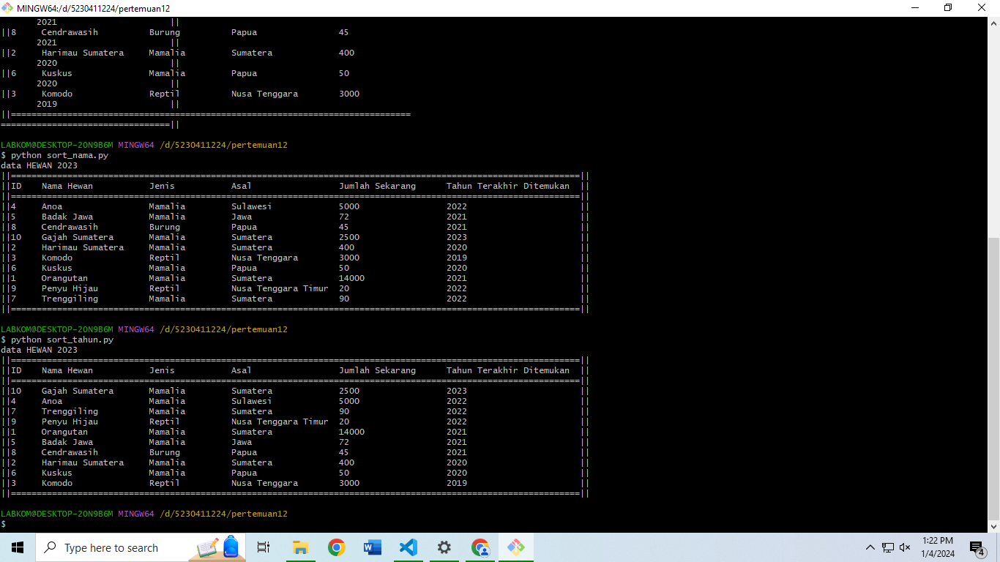 MINGW64:/d/5230411224/pertemuan12
2021 ||
||8 Cendrawasih Burung Papua 45
2021 ||
||2 Harimau Sumatera Mamalia Sumatera 400
2020 ||
||6 Kuskus Mamalia Papua 50
2020 ||
||3 Komodo Reptil Nusa Tenggara 3000
2019 ||
||==============================================================================
=================================||
LABKOM@DESKTOP-2ON9B6M MINGW64 /d/5230411224/pertemuan12
$ python sort_nama.py
data HEWAN 2023
||===============================================================================================================||
||ID Nama Hewan Jenis Asal Jumlah Sekarang Tahun Terakhir Ditemukan ||
||===============================================================================================================||
||4 Anoa Mamalia Sulawesi 5000 2022 ||
||5 Badak Jawa Mamalia Jawa 72 2021 ||
||8 Cendrawasih Burung Papua 45 2021 ||
||10 Gajah Sumatera Mamalia Sumatera 2500 2023 ||
||2 Harimau Sumatera Mamalia Sumatera 400 2020 ||
||3 Komodo Reptil Nusa Tenggara 3000 2019 ||
||6 Kuskus Mamalia Papua 50 2020 ||
||1 Orangutan Mamalia Sumatera 14000 2021 ||
||9 Penyu Hijau Reptil Nusa Tenggara Timur 20 2022 ||
||7 Trenggiling Mamalia Sumatera 90 2022 ||
||===============================================================================================================||
LABKOM@DESKTOP-2ON9B6M MINGW64 /d/5230411224/pertemuan12
$ python sort_tahun.py
data HEWAN 2023
||===============================================================================================================||
||ID Nama Hewan Jenis Asal Jumlah Sekarang Tahun Terakhir Ditemukan ||
||===============================================================================================================||
||10 Gajah Sumatera Mamalia Sumatera 2500 2023 ||
||4 Anoa Mamalia Sulawesi 5000 2022 ||
||7 Trenggiling Mamalia Sumatera 90 2022 ||
||9 Penyu Hijau Reptil Nusa Tenggara Timur 20 2022 ||
||1 Orangutan Mamalia Sumatera 14000 2021 ||
||5 Badak Jawa Mamalia Jawa 72 2021 ||
||8 Cendrawasih Burung Papua 45 2021 ||
||2 Harimau Sumatera Mamalia Sumatera 400 2020 ||
||6 Kuskus Mamalia Papua 50 2020 ||
||3 Komodo Reptil Nusa Tenggara 3000 2019 ||
||===============================================================================================================||
LABKOM@DESKTOP-2ON9B6M MINGW64 /d/5230411224/pertemuan12
$
Type here to search
1:22 PM
1/4/2024
4